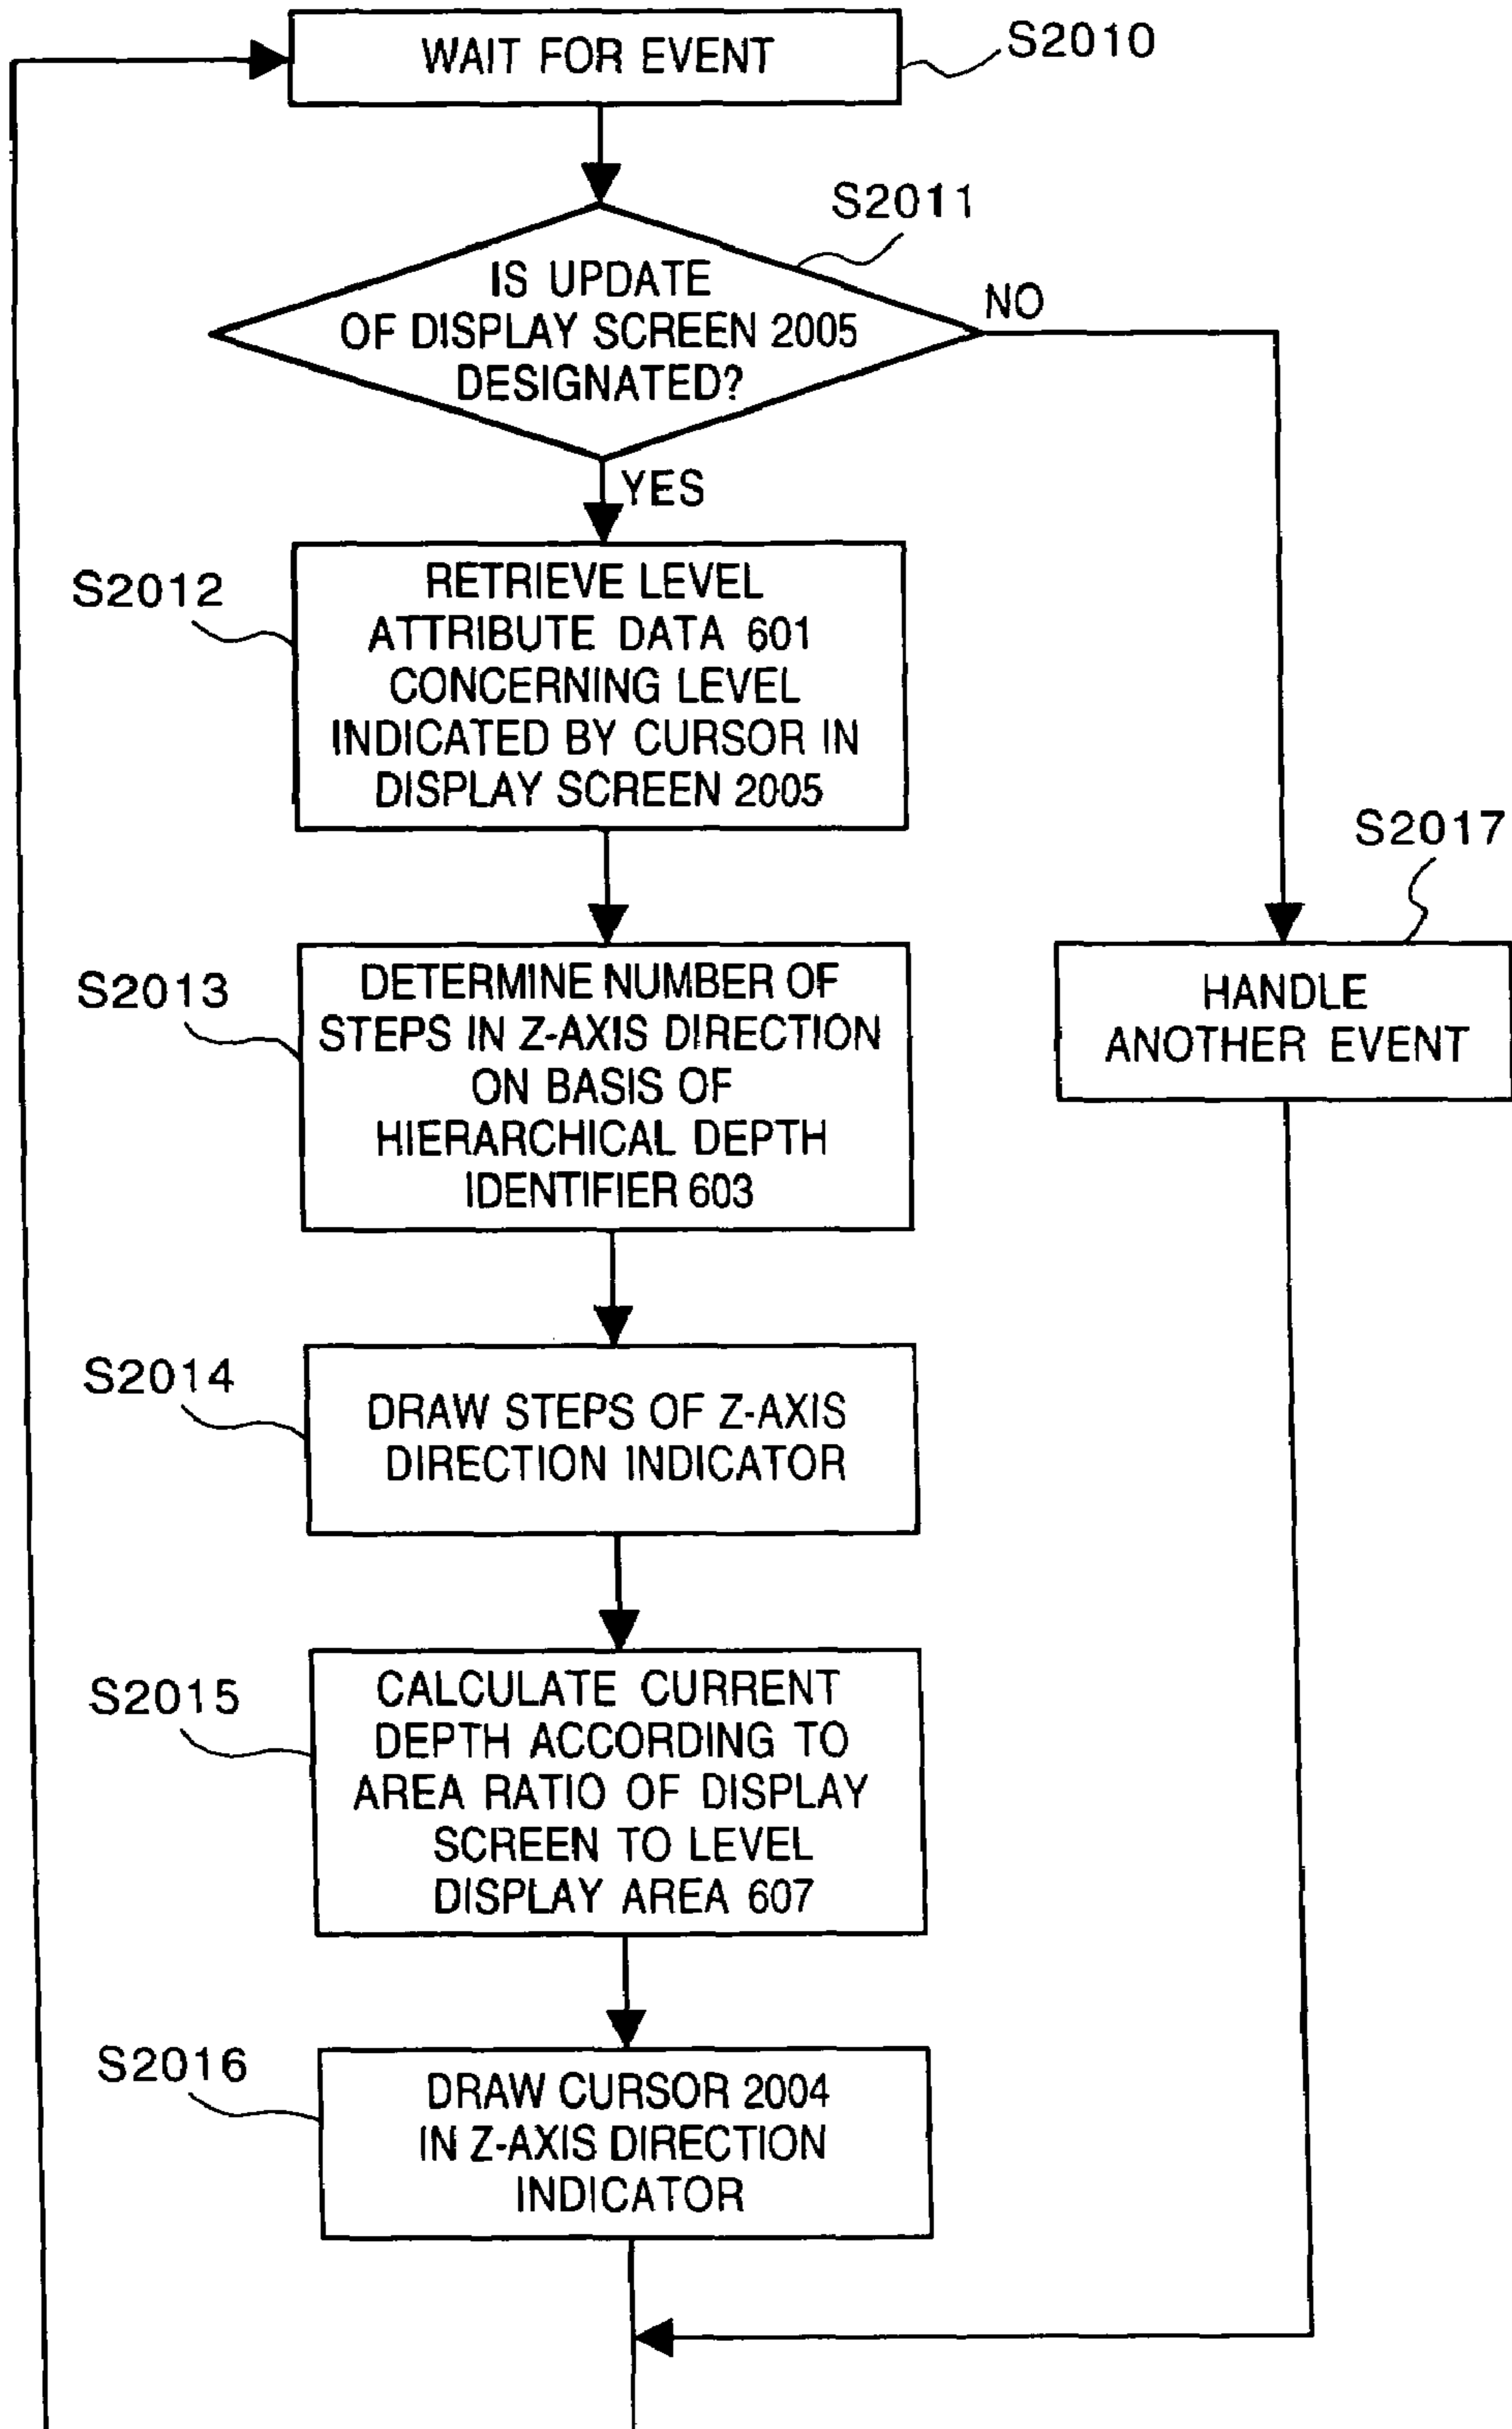 WAIT FOR EVENT
S2010
S2011
IS UPDATE
OF DISPLAY SCREEN 2005
DESIGNATED?
NO
YES
S2012
RETRIEVE LEVEL
ATTRIBUTE DATA 601
CONCERNING LEVEL
INDICATED BY CURSOR IN
DISPLAY SCREEN 2005
S2017
HANDLE
ANOTHER EVENT
S2013
DETERMINE NUMBER OF
STEPS IN Z-AXIS DIRECTION
ON BASIS OF
HIERARCHICAL DEPTH
IDENTIFIER 603
S2014
DRAW STEPS OF Z-AXIS
DIRECTION INDICATOR
S2015
CALCULATE CURRENT
DEPTH ACCORDING TO
AREA RATIO OF DISPLAY
SCREEN TO LEVEL
DISPLAY AREA 607
S2016
DRAW CURSOR 2004
IN Z-AXIS DIRECTION
INDICATOR